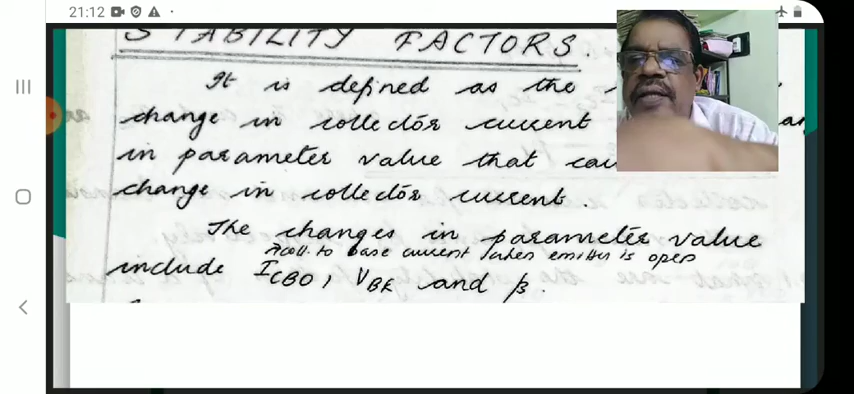 21:12
STABILITY FACTORS.
It is defined as the
change in collector current
in parameter value that
change in collector current.
The changes in parameter value
coll. to base current when emitter is open
include ICBO, VBE and β.